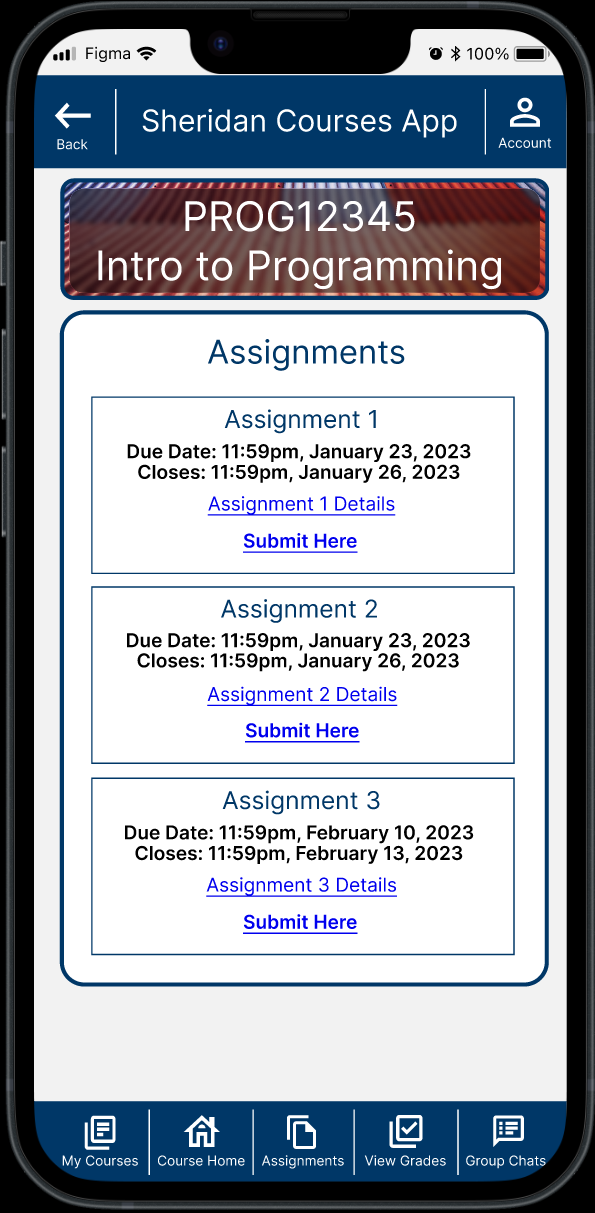 Figma
100%
Back
Sheridan Courses App
Account
PROG12345
Intro to Programming
Assignments
Assignment 1
Due Date: 11:59pm, January 23, 2023
Closes: 11:59pm, January 26, 2023
Assignment 1 Details
Submit Here
Assignment 2
Due Date: 11:59pm, January 23, 2023
Closes: 11:59pm, January 26, 2023
Assignment 2 Details
Submit Here
Assignment 3
Due Date: 11:59pm, February 10, 2023
Closes: 11:59pm, February 13, 2023
Assignment 3 Details
Submit Here
My Courses
Course Home
Assignments
View Grades
Group Chats